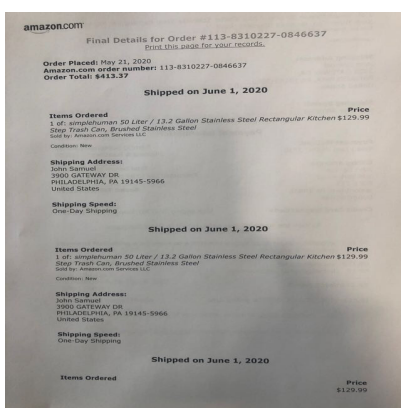 amazon.com
Final Details for Order #113-8310227-0846637
Print this page for your records.
Order Placed: May 21, 2020
Amazon.com order number: 113-8310227-0846637
Order Total: $413.37
Shipped on June 1, 2020
Items Ordered Price
1 of: simplehuman 50 Liter / 13.2 Gallon Stainless Steel Rectangular Kitchen $129.99
Step Trash Can, Brushed Stainless Steel
Sold by: Amazon.com Services LLC
Condition: New
Shipping Address:
John Samuel
3900 GATEWAY DR
PHILADELPHIA, PA 19145-5966
United States
Shipping Speed:
One-Day Shipping
Shipped on June 1, 2020
Items Ordered Price
1 of: simplehuman 50 Liter / 13.2 Gallon Stainless Steel Rectangular Kitchen $129.99
Step Trash Can, Brushed Stainless Steel
Sold by: Amazon.com Services LLC
Condition: New
Shipping Address:
John Samuel
3900 GATEWAY DR
PHILADELPHIA, PA 19145-5966
United States
Shipping Speed:
One-Day Shipping
Shipped on June 1, 2020
Items Ordered Price
$129.99